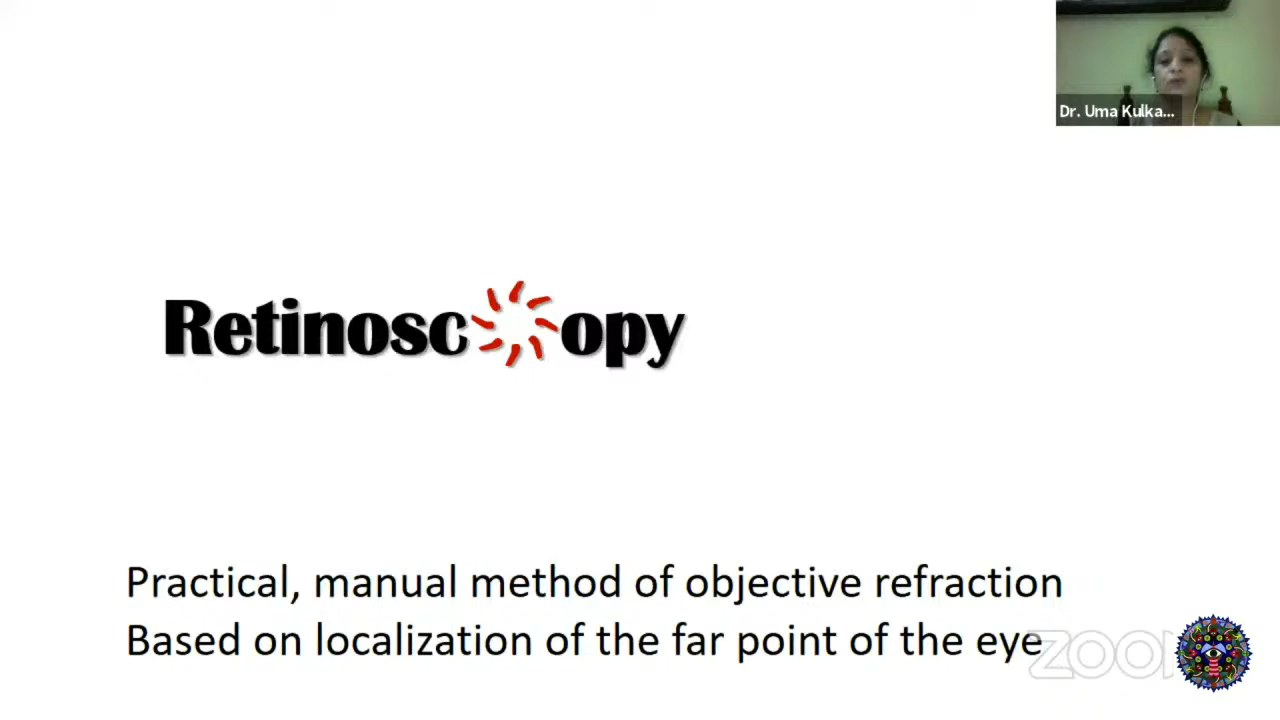 Dr. Uma Kulka...
Retinoscopy
Practical, manual method of objective refraction
Based on localization of the far point of the eye
ZOOM